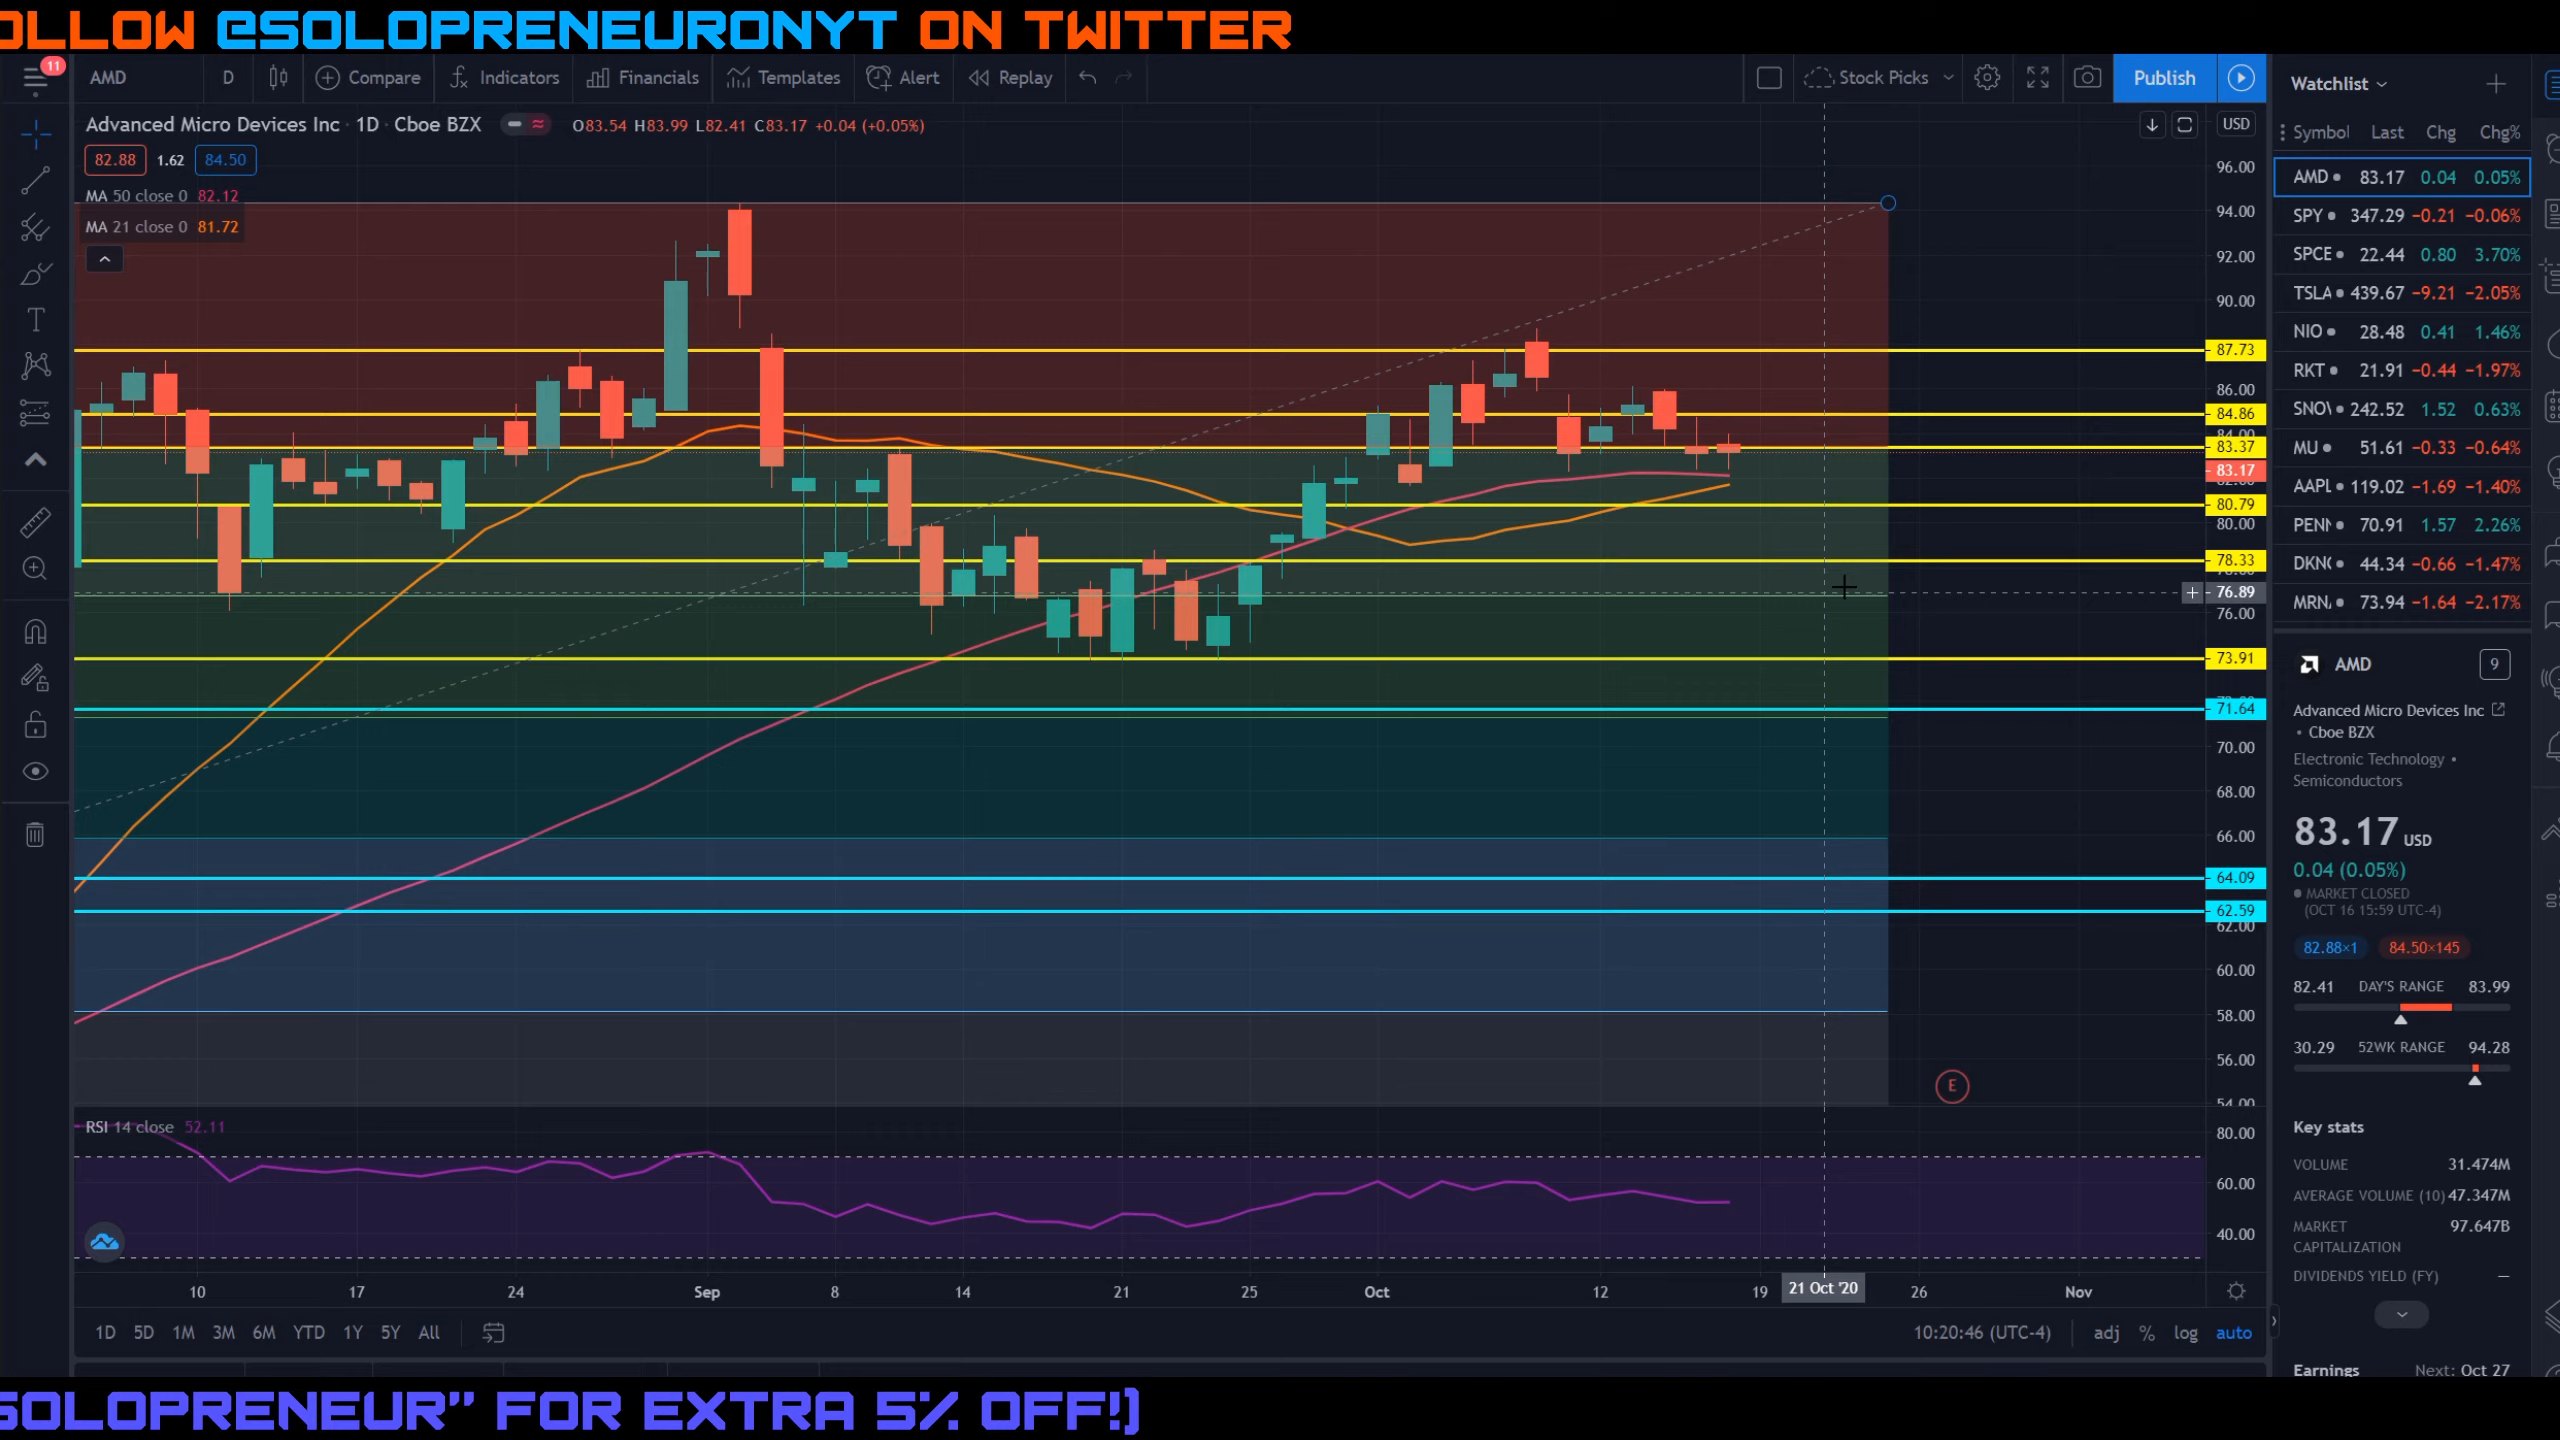 OLLOW @SOLOPRENEURONYT ON TWITTER
11
AMD D Compare Indicators Financials Templates Alert Replay Stock Picks Publish
Advanced Micro Devices Inc · 1D · Cboe BZX O83.54 H83.99 L82.41 C83.17 +0.04 (+0.05%) USD
82.88 1.62 84.50
MA 50 close 0 82.12
MA 21 close 0 81.72
96.00
94.00
92.00
90.00
87.73
86.00
84.86
84.00
83.37
83.17
80.79
80.00
78.33
76.89
76.00
73.91
71.64
70.00
68.00
66.00
64.09
62.59
62.00
60.00
58.00
56.00
54.00
E
RSI 14 close 52.11
80.00
60.00
40.00
10 17 24 Sep 8 14 21 25 Oct 12 19 21 Oct '20 26 Nov
1D 5D 1M 3M 6M YTD 1Y 5Y All 10:20:46 (UTC-4) adj % log auto
Watchlist
Symbol Last Chg Chg%
AMD 83.17 0.04 0.05%
SPY 347.29 −0.21 −0.06%
SPCE 22.44 0.80 3.70%
TSLA 439.67 −9.21 −2.05%
NIO 28.48 0.41 1.46%
RKT 21.91 −0.44 −1.97%
SNO 242.52 1.52 0.63%
MU 51.61 −0.33 −0.64%
AAPL 119.02 −1.69 −1.40%
PENN 70.91 1.57 2.26%
DKN 44.34 −0.66 −1.47%
MRN 73.94 −1.64 −2.17%
AMD 9
Advanced Micro Devices Inc
• Cboe BZX
Electronic Technology •
Semiconductors
83.17 USD
0.04 (0.05%)
MARKET CLOSED
(OCT 16 15:59 UTC-4)
82.88×1 84.50×145
82.41 DAY'S RANGE 83.99
30.29 52WK RANGE 94.28
Key stats
VOLUME 31.474M
AVERAGE VOLUME (10) 47.347M
MARKET 97.647B
CAPITALIZATION
DIVIDENDS YIELD (FY) —
Earnings Next: Oct 27
SOLOPRENEUR" FOR EXTRA 5% OFF!)